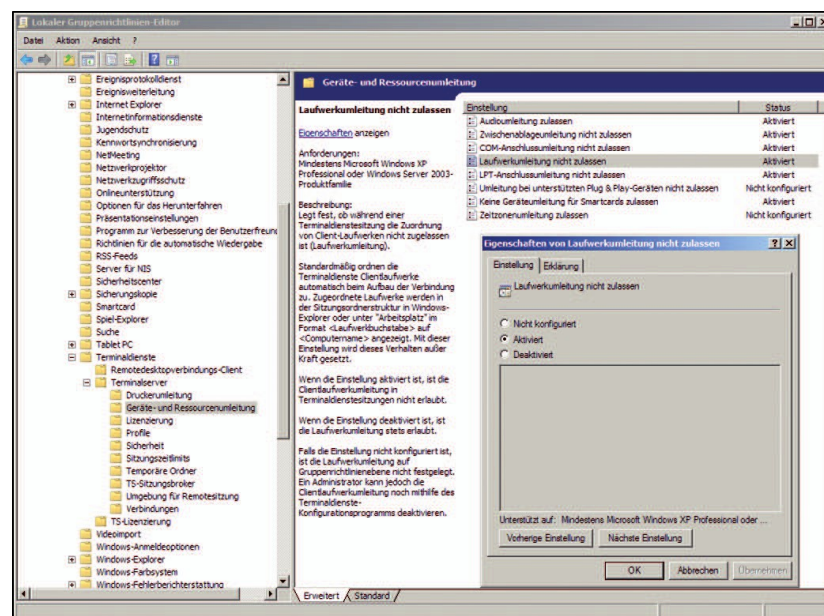 Lokaler Gruppenrichtlinien-Editor
Datei Aktion Ansicht ?
Ereignisprotokolldienst
Ereignisweiterleitung
Internet Explorer
Internetinformationsdienste
Jugendschutz
Kennwortsynchronisierung
NetMeeting
Netzwerkprojektor
Netzwerkzugriffsschutz
Onlineunterstützung
Optionen für das Herunterfahren
Präsentationseinstellungen
Programm zur Verbesserung der Benutzerfreun
Richtlinien für die automatische Wiedergabe
RSS-Feeds
Server für NIS
Sicherheitscenter
Sicherungskopie
Smartcard
Spiel-Explorer
Suche
Tablet PC
Terminaldienste
Remotedesktopverbindungs-Client
Terminalserver
Druckerumleitung
Geräte- und Ressourcenumleitung
Lizenzierung
Profile
Sicherheit
Sitzungszeitlimits
Temporäre Ordner
TS-Sitzungsbroker
Umgebung für Remotesitzung
Verbindungen
TS-Lizenzierung
Videoimport
Windows-Anmeldeoptionen
Windows-Explorer
Windows-Farbsystem
Windows-Fehlerberichterstattung
Geräte- und Ressourcenumleitung
Laufwerkumleitung nicht zulassen
Eigenschaften anzeigen
Anforderungen:
Mindestens Microsoft Windows XP
Professional oder Windows Server 2003-
Produktfamilie
Beschreibung:
Legt fest, ob während einer
Terminaldienstesitzung die Zuordnung
von Client-Laufwerken nicht zugelassen
ist (Laufwerkumleitung).
Standardmäßig ordnen die
Terminaldienste Clientlaufwerke
automatisch beim Aufbau der Verbindung
zu. Zugeordnete Laufwerke werden in
der Sitzungsordnerstruktur in Windows-
Explorer oder unter "Arbeitsplatz" im
Format <Laufwerkbuchstabe> auf
<Computername> angezeigt. Mit dieser
Einstellung wird dieses Verhalten außer
Kraft gesetzt.
Wenn die Einstellung aktiviert ist, ist die
Clientlaufwerkumleitung in
Terminaldienstesitzungen nicht erlaubt.
Wenn die Einstellung deaktiviert ist, ist
die Laufwerkumleitung stets erlaubt.
Falls die Einstellung nicht konfiguriert ist,
ist die Laufwerkumleitung auf
Gruppenrichtlinienebene nicht festgelegt.
Ein Administrator kann jedoch die
Clientlaufwerkumleitung noch mithilfe des
Terminaldienste-
Konfigurationsprogramms deaktivieren.
Einstellung Status
Audioumleitung zulassen Aktiviert
Zwischenablageumleitung nicht zulassen Aktiviert
COM-Anschlussumleitung nicht zulassen Aktiviert
Laufwerkumleitung nicht zulassen Aktiviert
LPT-Anschlussumleitung nicht zulassen Aktiviert
Umleitung bei unterstützten Plug & Play-Geräten nicht zulassen Nicht konfiguriert
Keine Geräteumleitung für Smartcards zulassen Aktiviert
Zeitzonenumleitung zulassen Nicht konfiguriert
Eigenschaften von Laufwerkumleitung nicht zulassen
Einstellung Erklärung
Laufwerkumleitung nicht zulassen
Nicht konfiguriert
Aktiviert
Deaktiviert
Unterstützt auf: Mindestens Microsoft Windows XP Professional oder ...
Vorherige Einstellung Nächste Einstellung
OK Abbrechen Übernehmen
Erweitert Standard